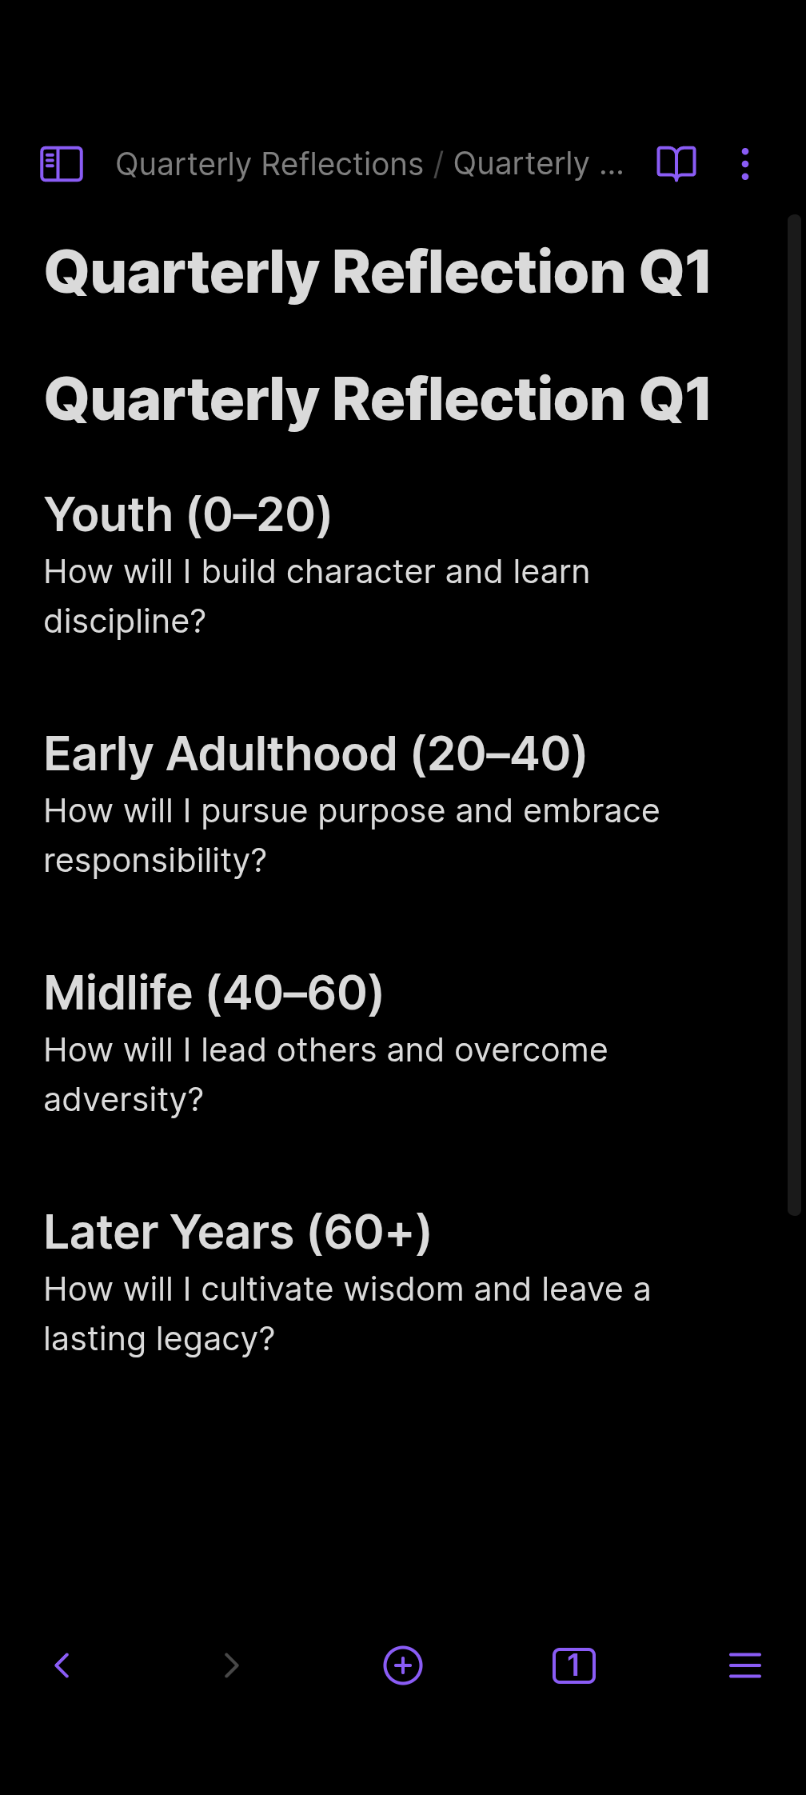 Quarterly Reflections / Quarterly ...
Quarterly Reflection Q1
Quarterly Reflection Q1
Youth (0–20)
How will I build character and learn
discipline?
Early Adulthood (20–40)
How will I pursue purpose and embrace
responsibility?
Midlife (40–60)
How will I lead others and overcome
adversity?
Later Years (60+)
How will I cultivate wisdom and leave a
lasting legacy?
1